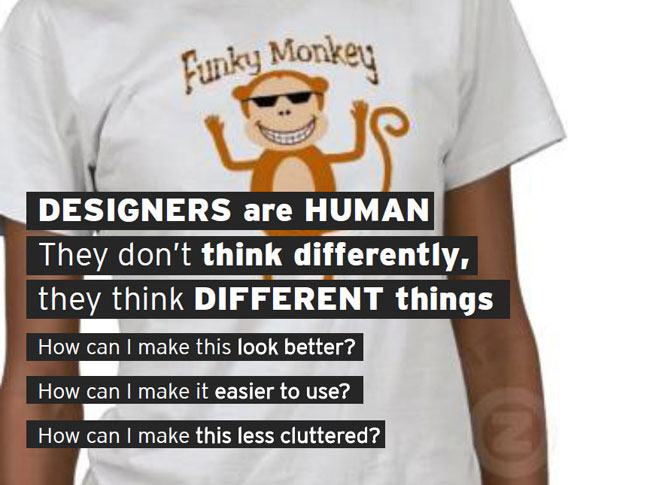 Funky Monkey
DESIGNERS are HUMAN
They don't think differently,
they think DIFFERENT things
How can I make this look better?
How can I make it easier to use?
How can I make this less cluttered?
Z